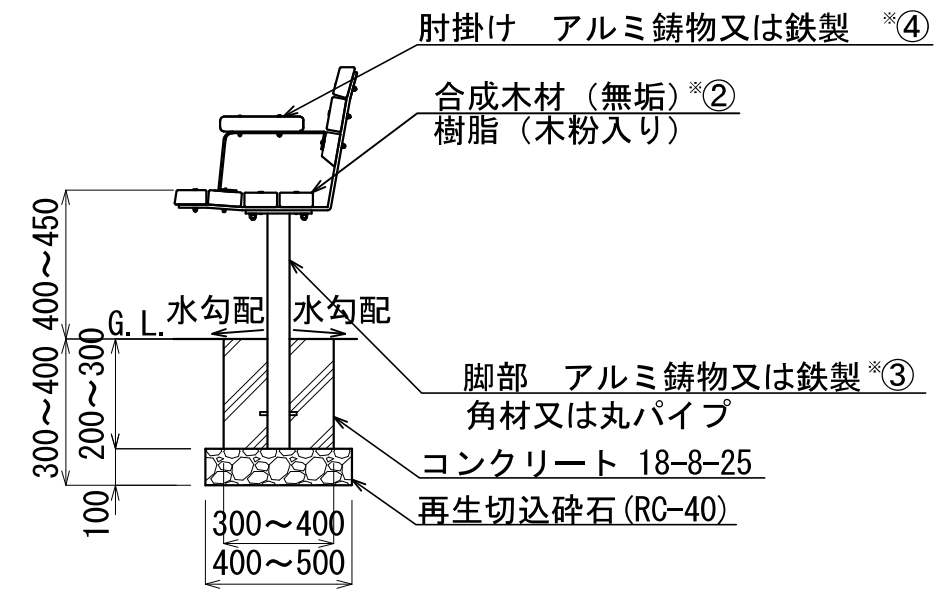 肘掛け アルミ鋳物又は鉄製 ※④
合成木材（無垢）※②
樹脂（木粉入り）
400～450
G.L.
水勾配 水勾配
300～400
200～300
100
脚部 アルミ鋳物又は鉄製※③
角材又は丸パイプ
コンクリート 18-8-25
再生切込砕石(RC-40)
300～400
400～500